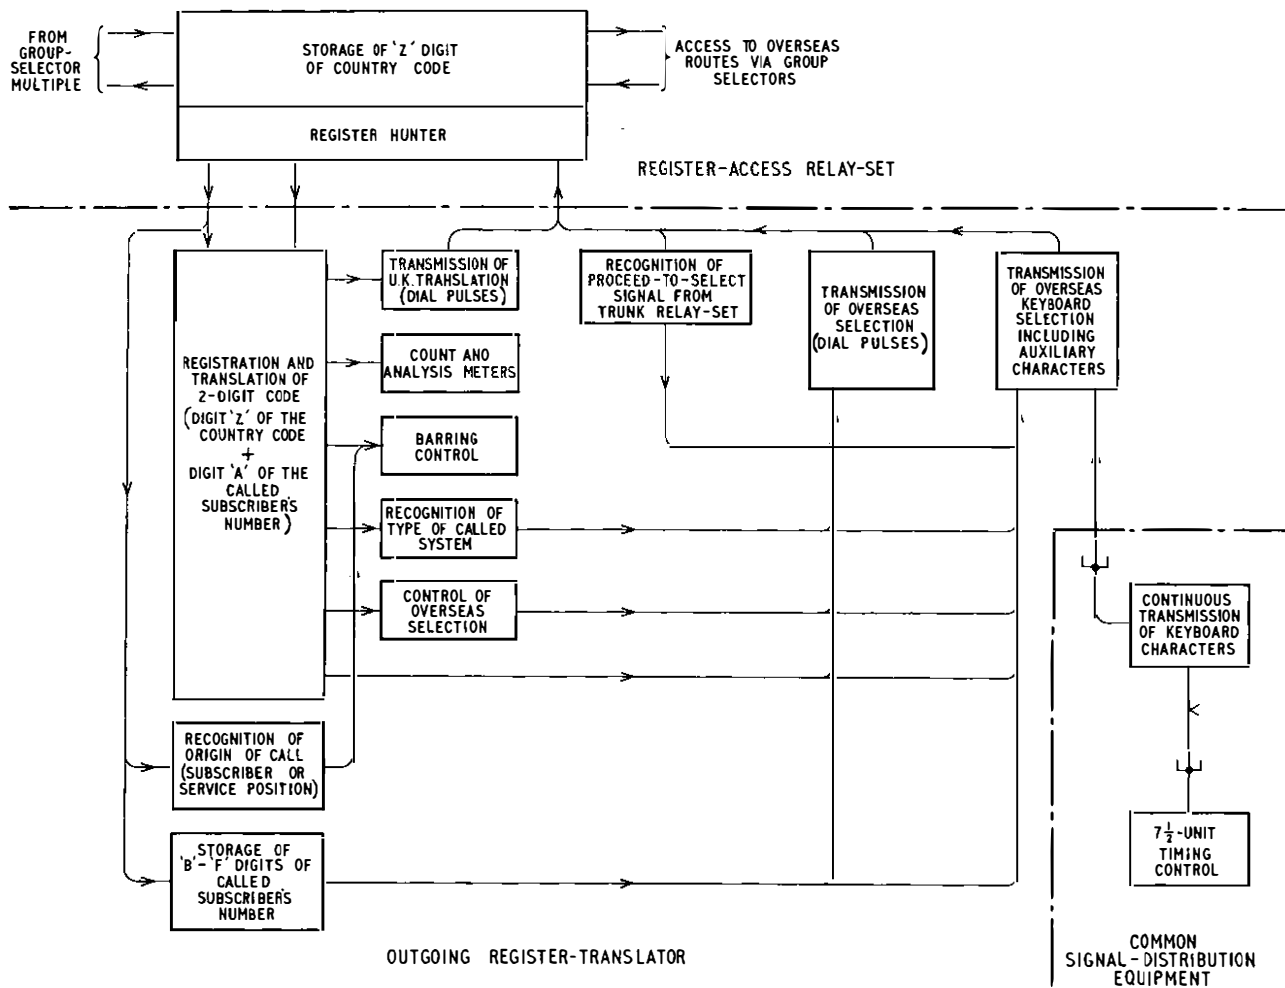 FROM
GROUP-
SELECTOR
MULTIPLE
STORAGE OF 'Z' DIGIT
OF COUNTRY CODE
REGISTER HUNTER
ACCESS TO OVERSEAS
ROUTES VIA GROUP
SELECTORS
REGISTER-ACCESS RELAY-SET
REGISTRATION AND
TRANSLATION OF
2-DIGIT CODE
(DIGIT 'Z' OF THE
COUNTRY CODE
+
DIGIT 'A' OF THE
CALLED
SUBSCRIBER'S
NUMBER)
TRANSMISSION OF
U.K. TRANSLATION
(DIAL PULSES)
COUNT AND
ANALYSIS METERS
BARRING
CONTROL
RECOGNITION OF
TYPE OF CALLED
SYSTEM
CONTROL OF
OVERSEAS
SELECTION
RECOGNITION OF
PROCEED-TO-SELECT
SIGNAL FROM
TRUNK RELAY-SET
TRANSMISSION
OF OVERSEAS
SELECTION
(DIAL PULSES)
TRANSMISSION
OF OVERSEAS
KEYBOARD
SELECTION
INCLUDING
AUXILIARY
CHARACTERS
RECOGNITION OF
ORIGIN OF CALL
(SUBSCRIBER OR
SERVICE POSITION)
STORAGE OF
'B'-'F' DIGITS OF
CALLED
SUBSCRIBER'S
NUMBER
CONTINUOUS
TRANSMISSION
OF KEYBOARD
CHARACTERS
7 1/2-UNIT
TIMING
CONTROL
OUTGOING REGISTER-TRANSLATOR
COMMON
SIGNAL-DISTRIBUTION
EQUIPMENT